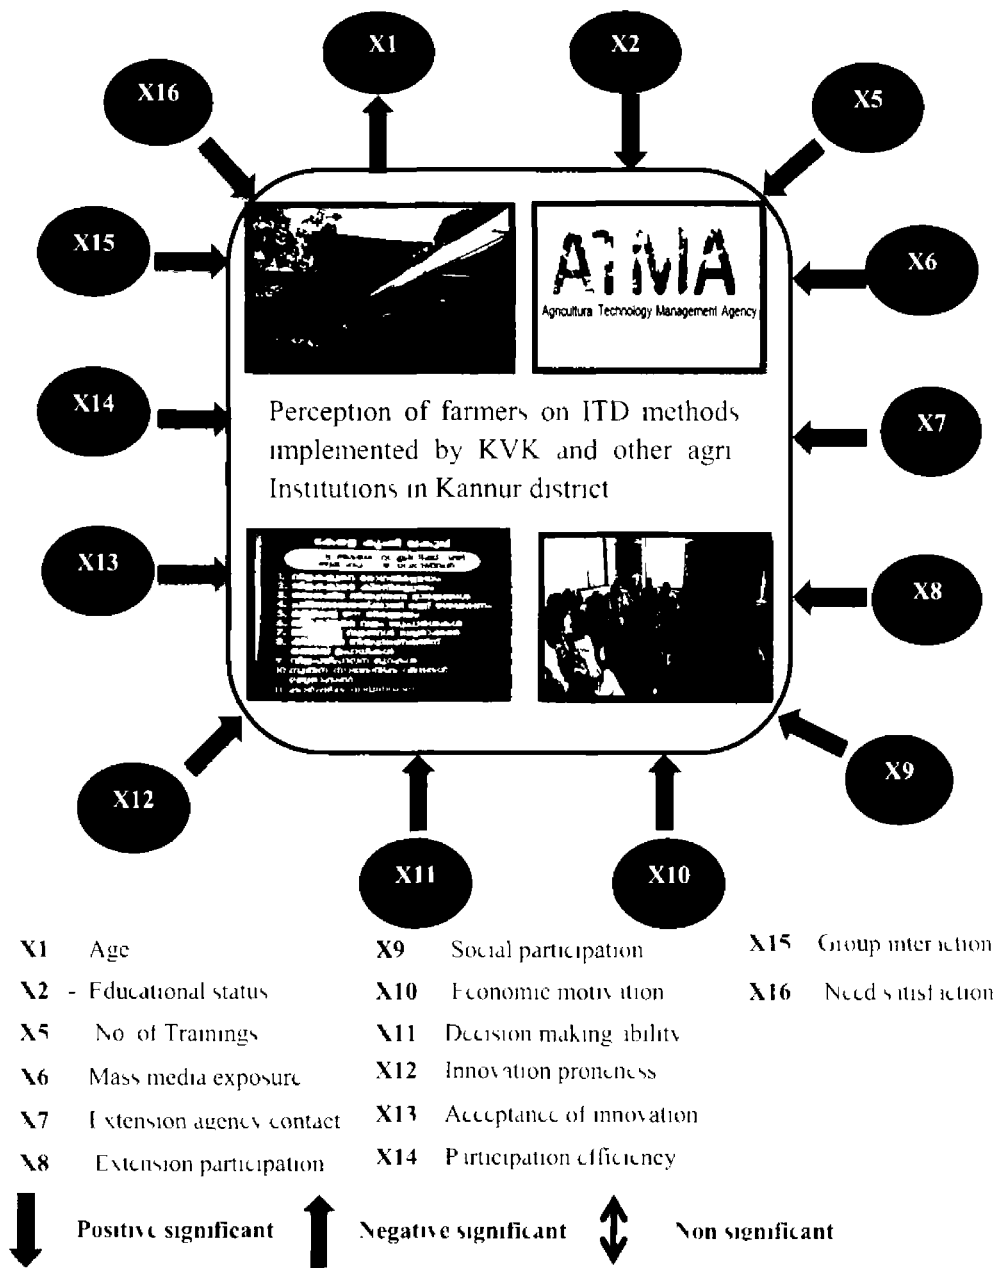 X1
X2
X16
X5
X15
X6
ATMA
Agricultura Technology Management Agency
X14
X7
Perception of farmers on ITD methods
implemented by KVK and other agri
Institutions in Kannur district
X13
X8
X12
X9
X11
X10
X1 Age
X2 - Educational status
X5 No of Trainings
X6 Mass media exposure
X7 Extension agency contact
X8 Extension participation
X9 Social participation
X10 Economic motivation
X11 Decision making ability
X12 Innovation proneness
X13 Acceptance of innovation
X14 Participation efficiency
X15 Group interaction
X16 Need satisfaction
Positive significant
Negative significant
Non significant